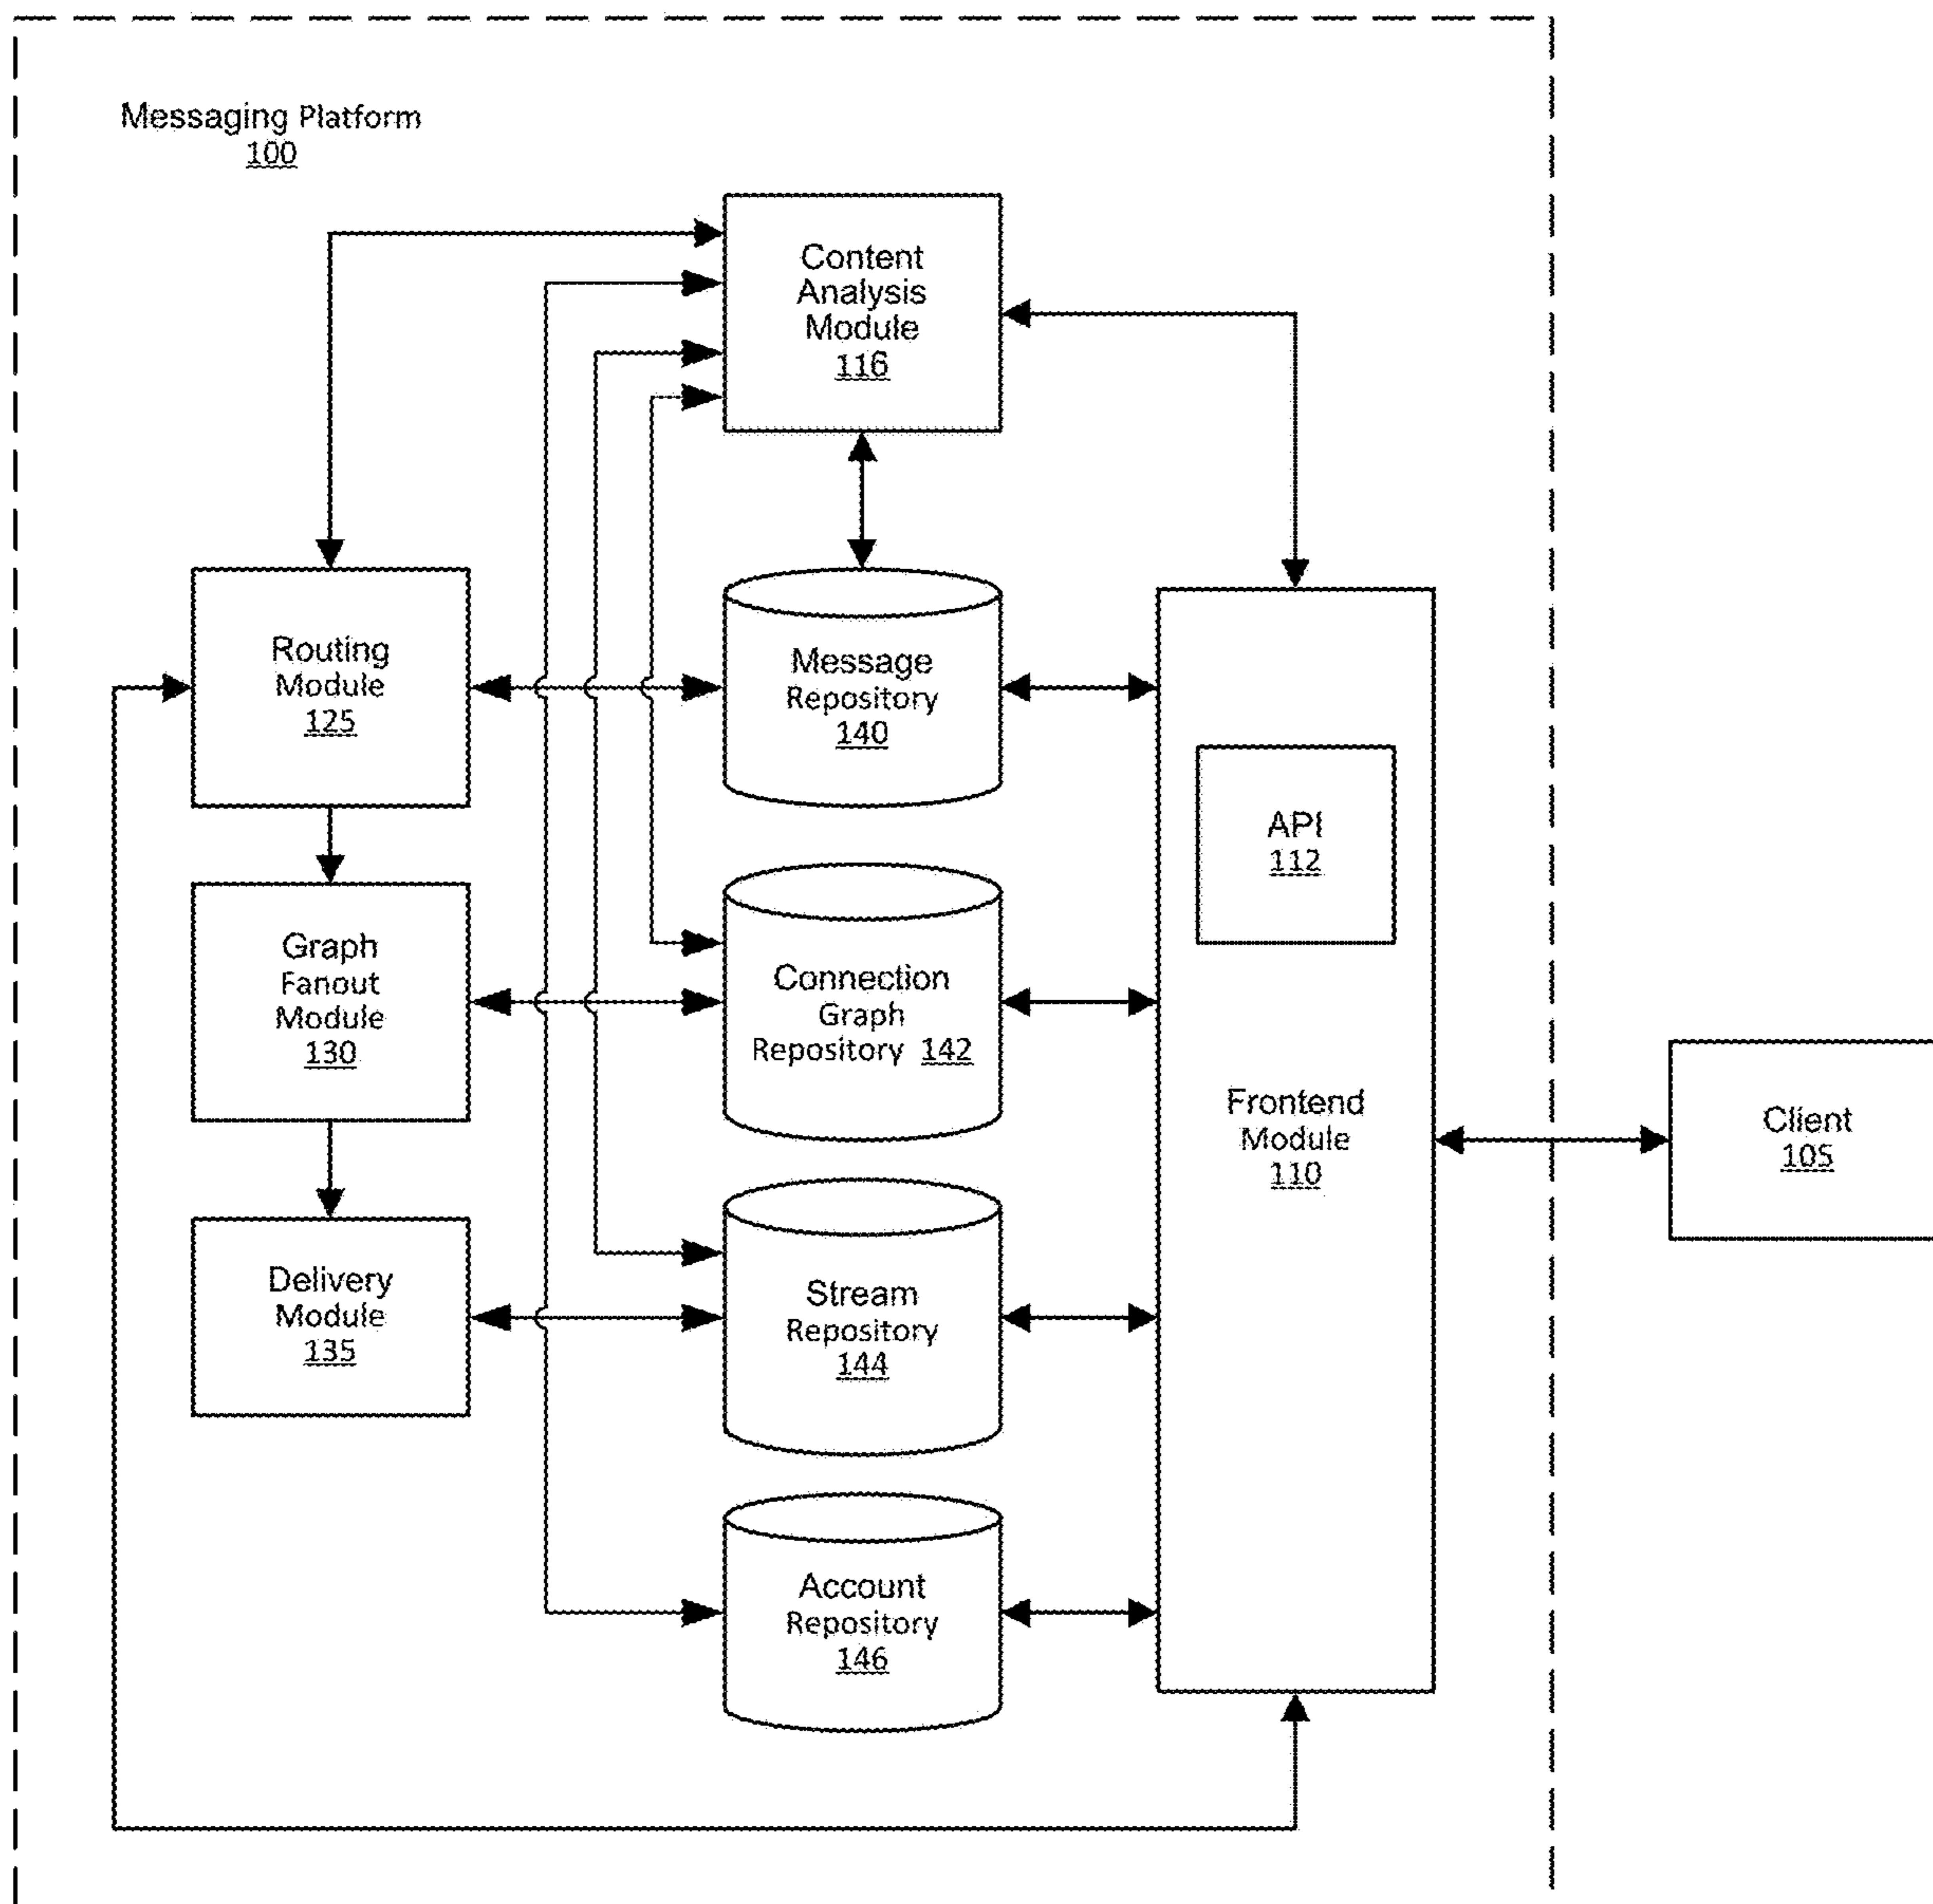 Messaging Platform
100
Content
Analysis
Module
116
Routing
Module
125
Message
Repository
140
API
112
Graph
Fanout
Module
130
Connection
Graph
Repository 142
Frontend
Module
110
Client
105
Delivery
Module
135
Stream
Repository
144
Account
Repository
146